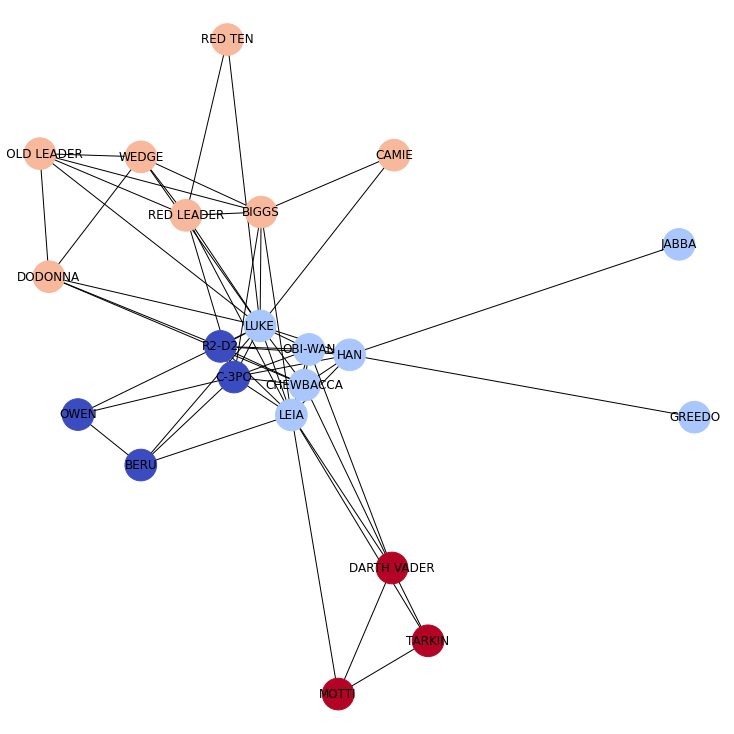 RED TEN
OLD LEADER
WEDGE
CAMIE
RED LEADER
BIGGS
JABBA
DODONNA
LUKE
R2-D2
OBI-WAN
HAN
C-3PO
CHEWBACCA
OWEN
LEIA
GREEDO
BERU
DARTH VADER
TARKIN
MOTTI